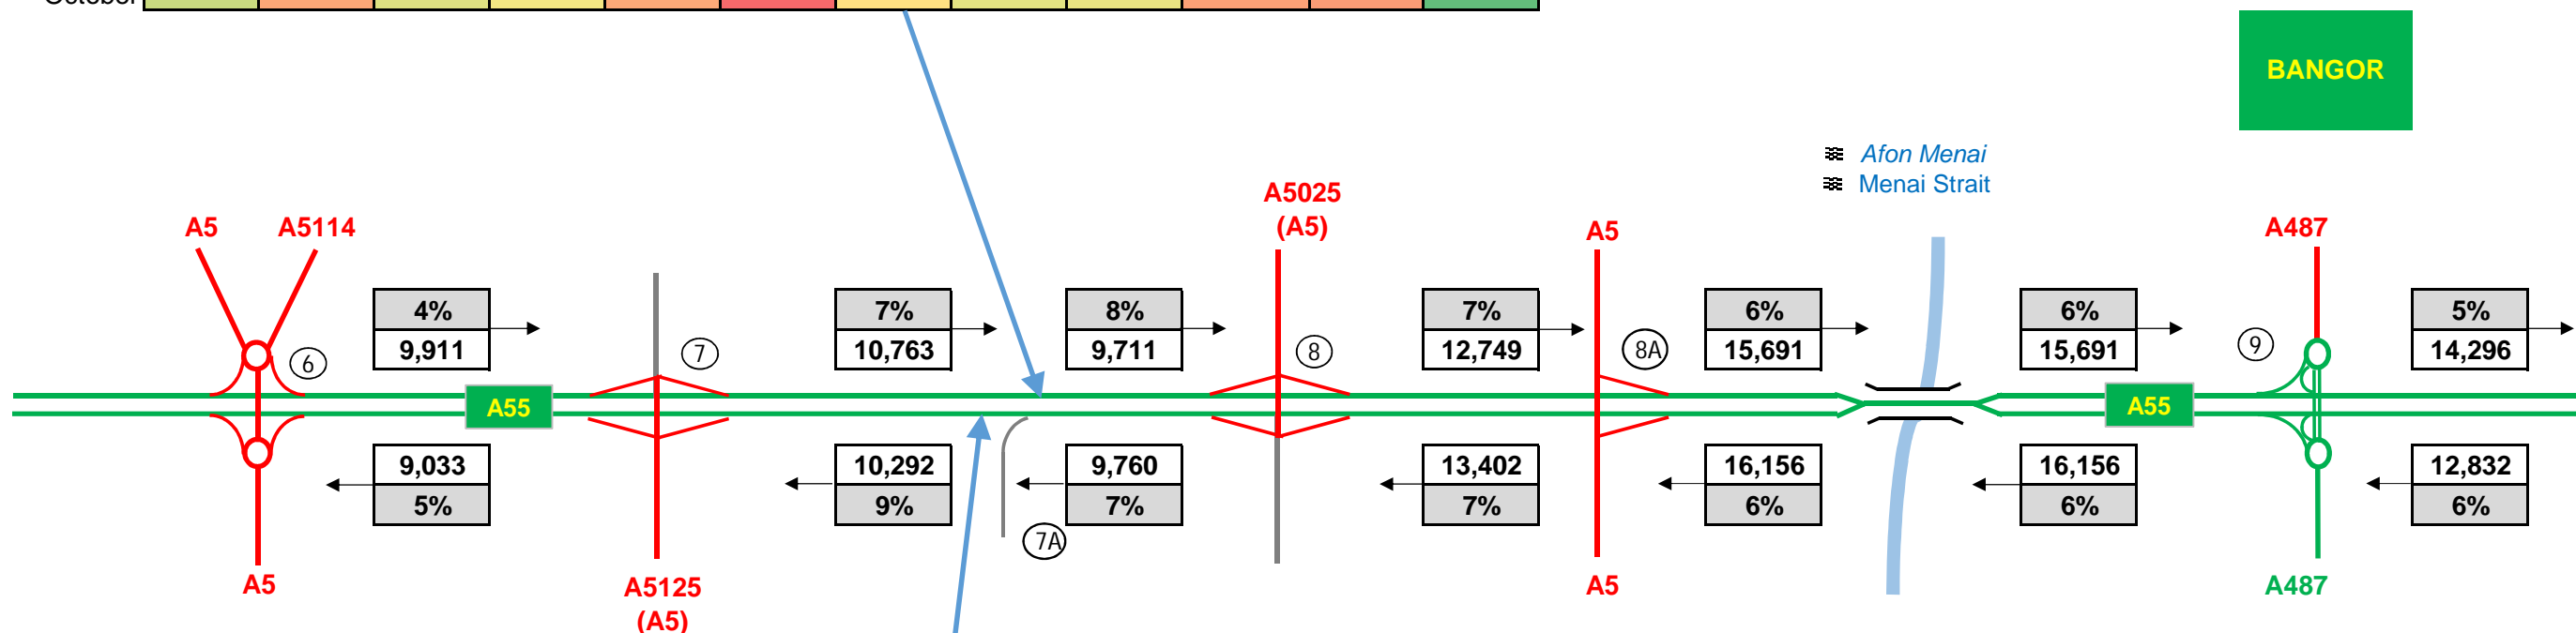 October
BANGOR
Afon Menai
Menai Strait
A5025
(A5)
A5
A5114
A5
A487
4%
9,911
7%
10,763
8%
9,711
7%
12,749
6%
15,691
6%
15,691
5%
14,296
6
7
8
8A
9
A55
A55
9,033
5%
10,292
9%
9,760
7%
13,402
7%
16,156
6%
16,156
6%
12,832
6%
7A
A5
A5125
(A5)
A5
A487